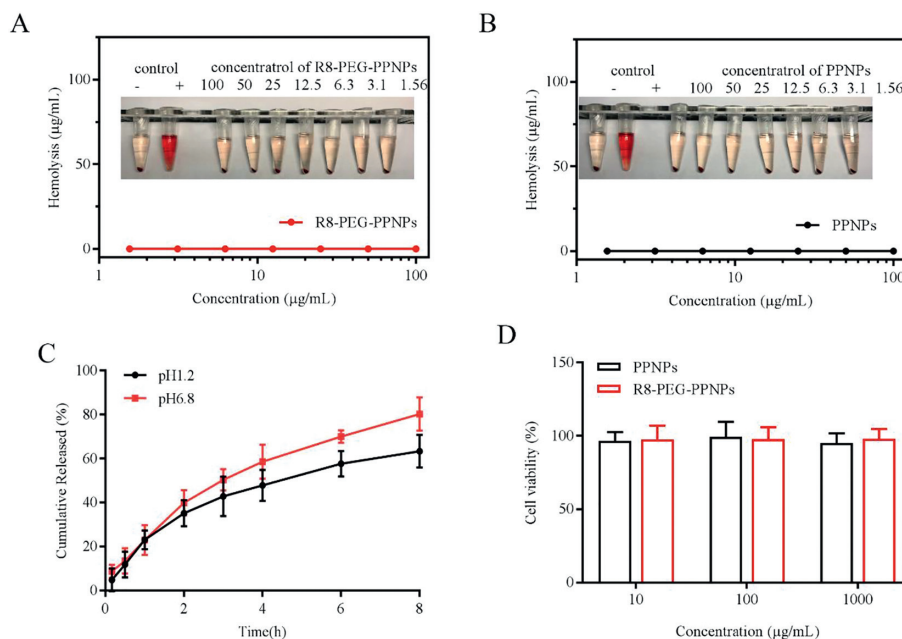 A
100
50
0
Hemolysis (μg/mL)
control
concentratrol of R8-PEG-PPNPs
- + 100 50 25 12.5 6.3 3.1 1.56
R8-PEG-PPNPs
1 10 100
Concentration (μg/mL)
B
100
50
0
Hemolysis (μg/mL)
control
concentratrol of PPNPs
- + 100 50 25 12.5 6.3 3.1 1.56
PPNPs
1 10 100
Concentration (μg/mL)
C
100
80
60
40
20
0
Cumulative Released (%)
pH1.2
pH6.8
0 2 4 6 8
Time(h)
D
150
100
50
0
Cell viability (%)
PPNPs
R8-PEG-PPNPs
10 100 1000
Concentration (μg/mL)